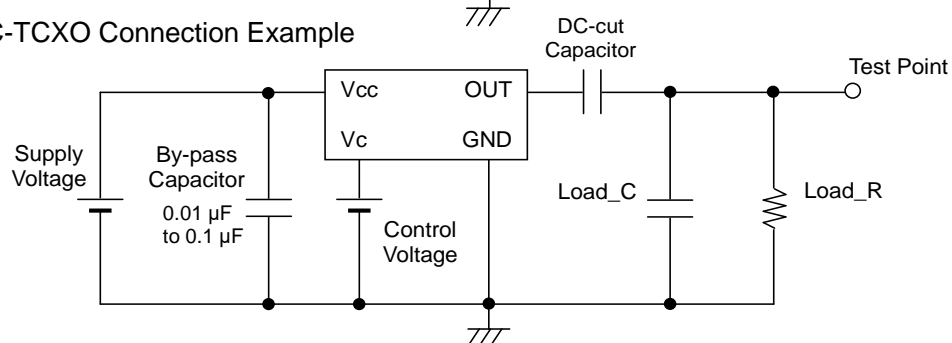 C-TCXO Connection Example
DC-cut
Capacitor
Test Point
Vcc
OUT
Vc
GND
Supply
Voltage
By-pass
Capacitor
0.01 µF
to 0.1 µF
Control
Voltage
Load_C
Load_R